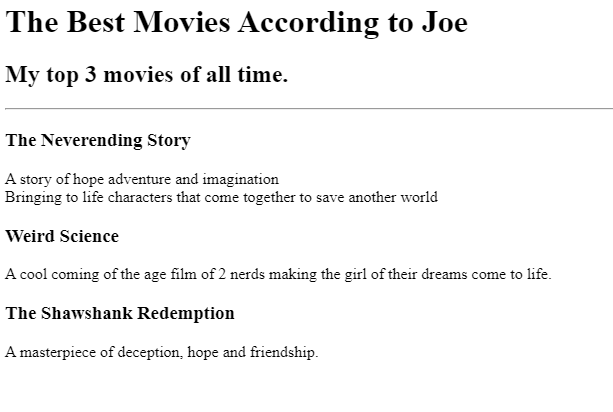 The Best Movies According to Joe
My top 3 movies of all time.
The Neverending Story
A story of hope adventure and imagination
Bringing to life characters that come together to save another world
Weird Science
A cool coming of the age film of 2 nerds making the girl of their dreams come to life.
The Shawshank Redemption
A masterpiece of deception, hope and friendship.